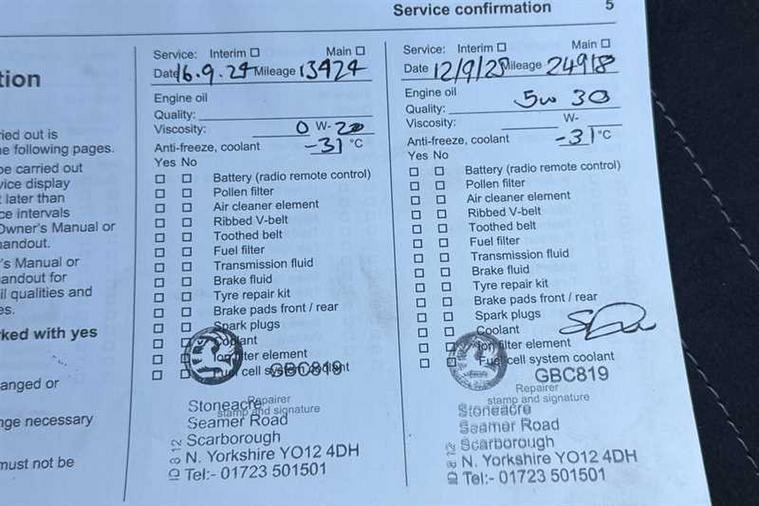 Service confirmation 5
tion
ried out is
e following pages.
be carried out
vice display
t later than
ce intervals
Owner's Manual or
andout.
's Manual or
andout for
il qualities and
es.
ked with yes
anged or
nge necessary
must not be
Service: Interim □ Main □
Date 16.9.24 Mileage 13424
Engine oil
Quality:
Viscosity: 0 W-20
Anti-freeze, coolant -31 °C
Yes No
□ □ Battery (radio remote control)
□ □ Pollen filter
□ □ Air cleaner element
□ □ Ribbed V-belt
□ □ Toothed belt
□ □ Fuel filter
□ □ Transmission fluid
□ □ Brake fluid
□ □ Tyre repair kit
□ □ Brake pads front / rear
□ □ Spark plugs
□ □ Coolant
□ □ Ion filter element
□ □ Fuel cell system coolant
GBC819
Repairer
stamp and signature
Stoneacre
Seamer Road
Scarborough
N. Yorkshire YO12 4DH
Tel:- 01723 501501
Service: Interim □ Main □
Date 12/9/25 Mileage 24918
Engine oil
Quality: 5w 30
Viscosity: W-
Anti-freeze, coolant -31 °C
Yes No
□ □ Battery (radio remote control)
□ □ Pollen filter
□ □ Air cleaner element
□ □ Ribbed V-belt
□ □ Toothed belt
□ □ Fuel filter
□ □ Transmission fluid
□ □ Brake fluid
□ □ Tyre repair kit
□ □ Brake pads front / rear
□ □ Spark plugs
□ □ Coolant
□ □ Ion filter element
□ □ Fuel cell system coolant
GBC819
Repairer
stamp and signature
Stoneacre
Seamer Road
Scarborough
N. Yorkshire YO12 4DH
Tel:- 01723 501501